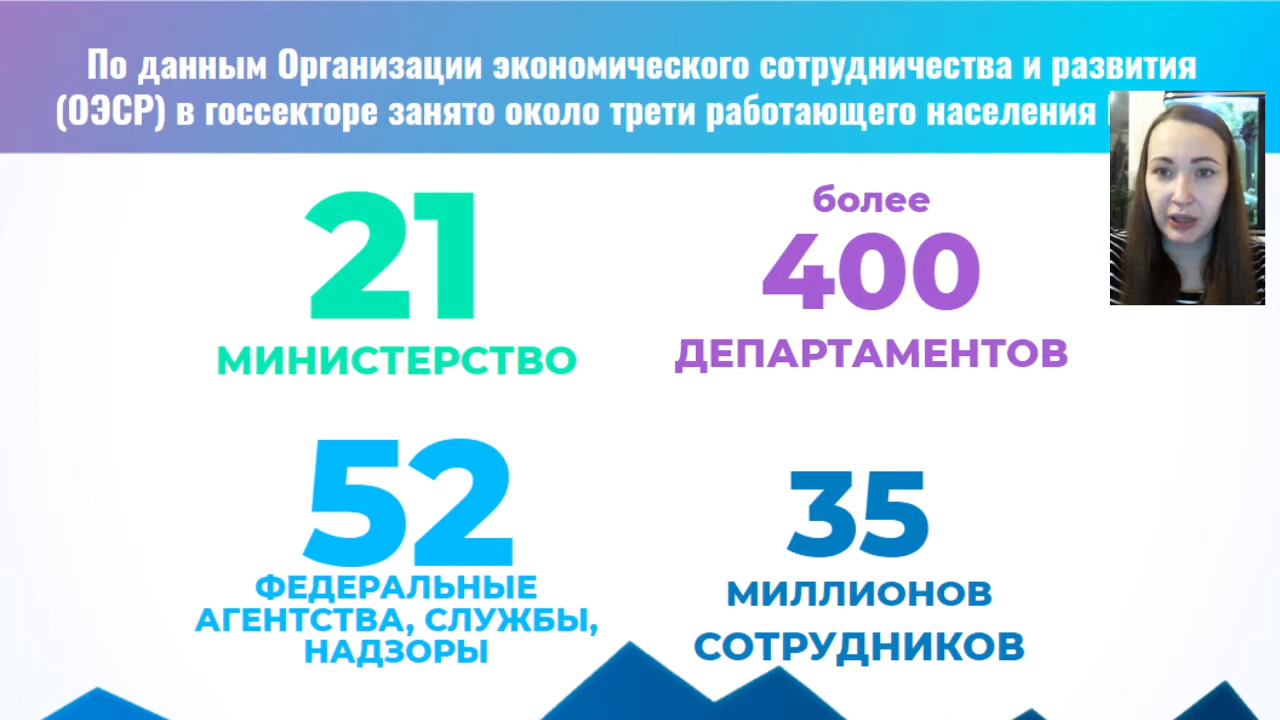 По данным Организации экономического сотрудничества и развития
(ОЭСР) в госсекторе занято около трети работающего населения
21
МИНИСТЕРСТВО
более
400
ДЕПАРТАМЕНТОВ
52
ФЕДЕРАЛЬНЫЕ
АГЕНТСТВА, СЛУЖБЫ,
НАДЗОРЫ
35
МИЛЛИОНОВ
СОТРУДНИКОВ